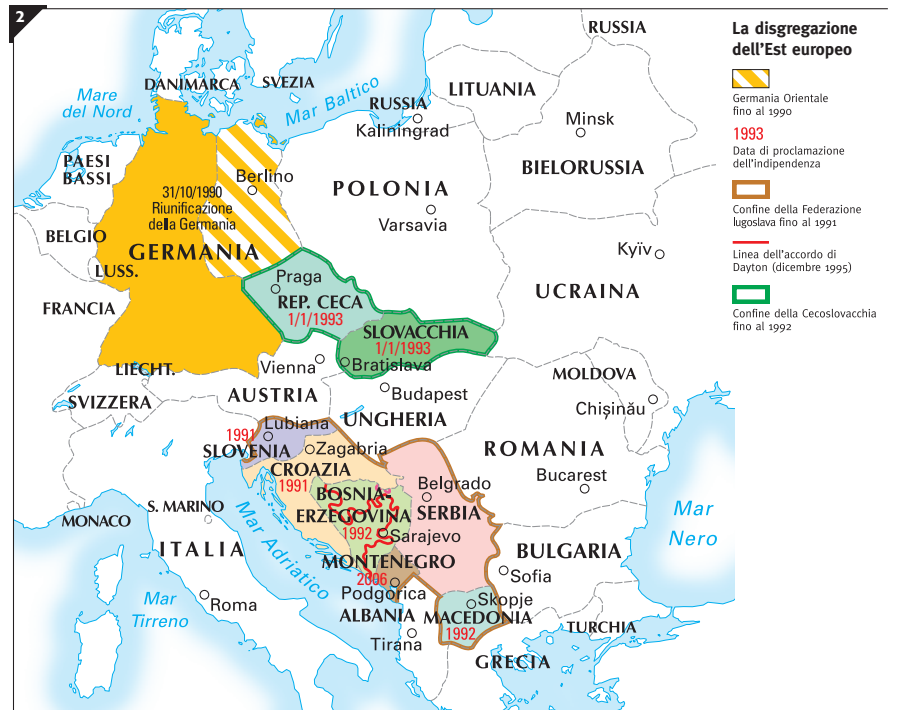 2
La disgregazione
dell'Est europeo
Germania Orientale
fino al 1990
1993
Data di proclamazione
dell'indipendenza
Confine della Federazione
Iugoslava fino al 1991
Linea dell'accordo di
Dayton (dicembre 1995)
Confine della Cecoslovacchia
fino al 1992
RUSSIA
DANIMARCA
SVEZIA
Mar Baltico
LITUANIA
Mare
del Nord
RUSSIA
Kaliningrad
Minsk
PAESI
BASSI
BIELORUSSIA
Berlino
31/10/1990
Riunificazione
della Germania
POLONIA
Varsavia
BELGIO
GERMANIA
Kyïv
LUSS.
Praga
REP. CECA
1/1/1993
UCRAINA
FRANCIA
SLOVACCHIA
1/1/1993
Bratislava
LIECHT.
Vienna
MOLDOVA
SVIZZERA
AUSTRIA
Budapest
Chișinău
UNGHERIA
Lubiana
1991
SLOVENIA
Zagabria
ROMANIA
CROAZIA
1991
Bucarest
Belgrado
BOSNIA-
ERZEGOVINA
1992
Sarajevo
SERBIA
S. MARINO
MONACO
Mar Adriatico
Mar
Nero
ITALIA
MONTENEGRO
2006
Podgorica
BULGARIA
Sofia
Mar
Tirreno
Roma
ALBANIA
Skopje
MACEDONIA
1992
Tirana
TURCHIA
GRECIA